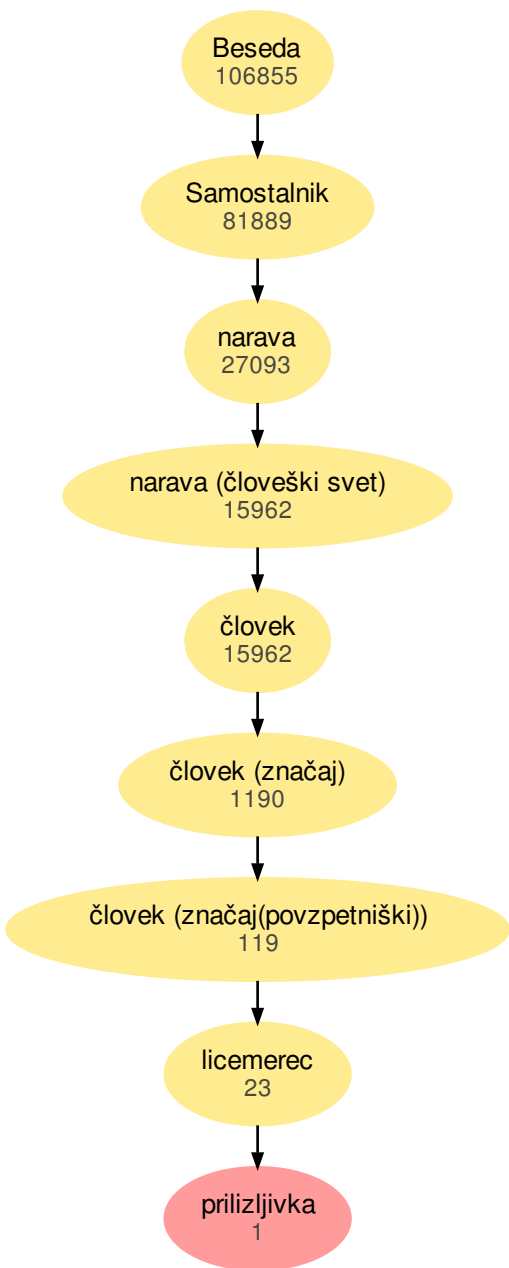 Beseda
106855
Samostalnik
81889
narava
27093
narava (človeški svet)
15962
človek
15962
človek (značaj)
1190
človek (značaj(povzpetniški))
119
licemerec
23
prilizljivka
1